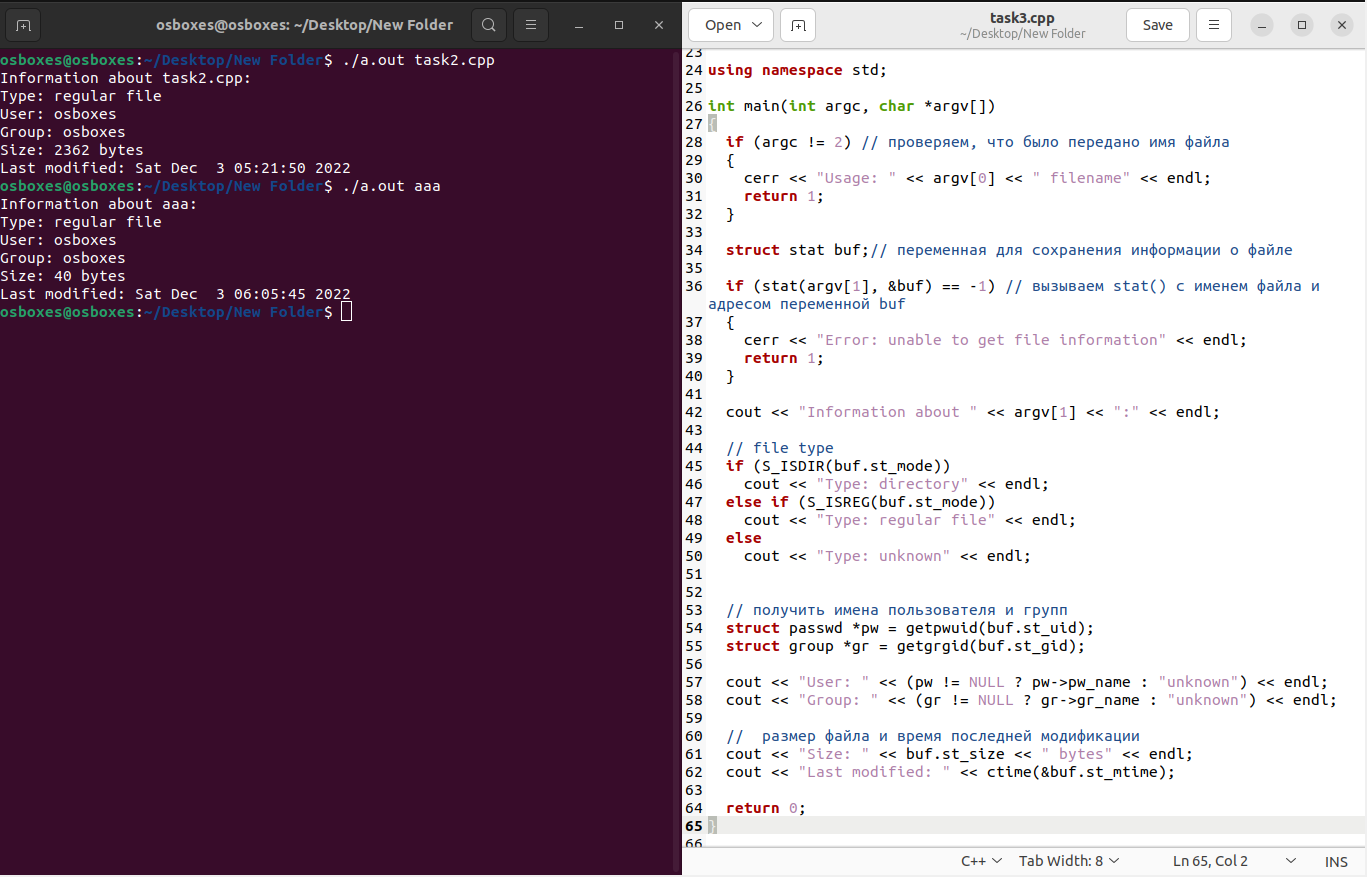 osboxes@osboxes: ~/Desktop/New Folder
osboxes@osboxes:~/Desktop/New Folder$ ./a.out task2.cpp
Information about task2.cpp:
Type: regular file
User: osboxes
Group: osboxes
Size: 2362 bytes
Last modified: Sat Dec  3 05:21:50 2022
osboxes@osboxes:~/Desktop/New Folder$ ./a.out aaa
Information about aaa:
Type: regular file
User: osboxes
Group: osboxes
Size: 40 bytes
Last modified: Sat Dec  3 06:05:45 2022
osboxes@osboxes:~/Desktop/New Folder$
Open
task3.cpp
~/Desktop/New Folder
Save
23
24 using namespace std;
25
26 int main(int argc, char *argv[])
27 {
28   if (argc != 2) // проверяем, что было передано имя файла
29   {
30     cerr << "Usage: " << argv[0] << " filename" << endl;
31     return 1;
32   }
33
34   struct stat buf;// переменная для сохранения информации о файле
35
36   if (stat(argv[1], &buf) == -1) // вызываем stat() с именем файла и
адресом переменной buf
37   {
38     cerr << "Error: unable to get file information" << endl;
39     return 1;
40   }
41
42   cout << "Information about " << argv[1] << ":" << endl;
43
44   // file type
45   if (S_ISDIR(buf.st_mode))
46     cout << "Type: directory" << endl;
47   else if (S_ISREG(buf.st_mode))
48     cout << "Type: regular file" << endl;
49   else
50     cout << "Type: unknown" << endl;
51
52
53   // получить имена пользователя и групп
54   struct passwd *pw = getpwuid(buf.st_uid);
55   struct group *gr = getgrgid(buf.st_gid);
56
57   cout << "User: " << (pw != NULL ? pw->pw_name : "unknown") << endl;
58   cout << "Group: " << (gr != NULL ? gr->gr_name : "unknown") << endl;
59
60   //  размер файла и время последней модификации
61   cout << "Size: " << buf.st_size << " bytes" << endl;
62   cout << "Last modified: " << ctime(&buf.st_mtime);
63
64   return 0;
65 }
66
C++
Tab Width: 8
Ln 65, Col 2
INS